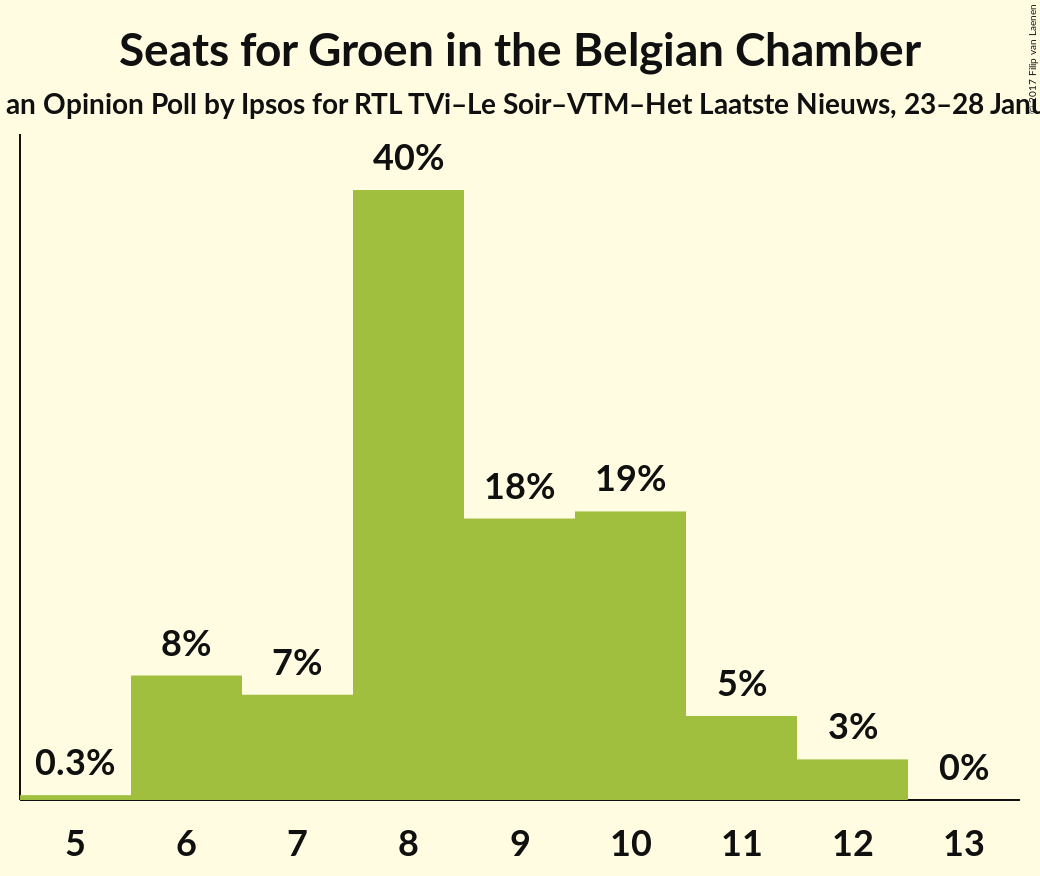 Seats for Groen in the Belgian Chamber
an Opinion Poll by Ipsos for RTL TVi–Le Soir–VTM–Het Laatste Nieuws, 23–28
© 2017 Filip van Laenen
40%
19%
18%
8%
7%
5%
3%
0.3%
0%
5 6 7 8 9 10 11 12 13